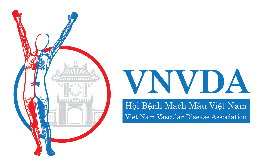 VNVDA
Hội Bệnh Mạch Máu Việt Nam
Viet Nam Vascular Disease Association